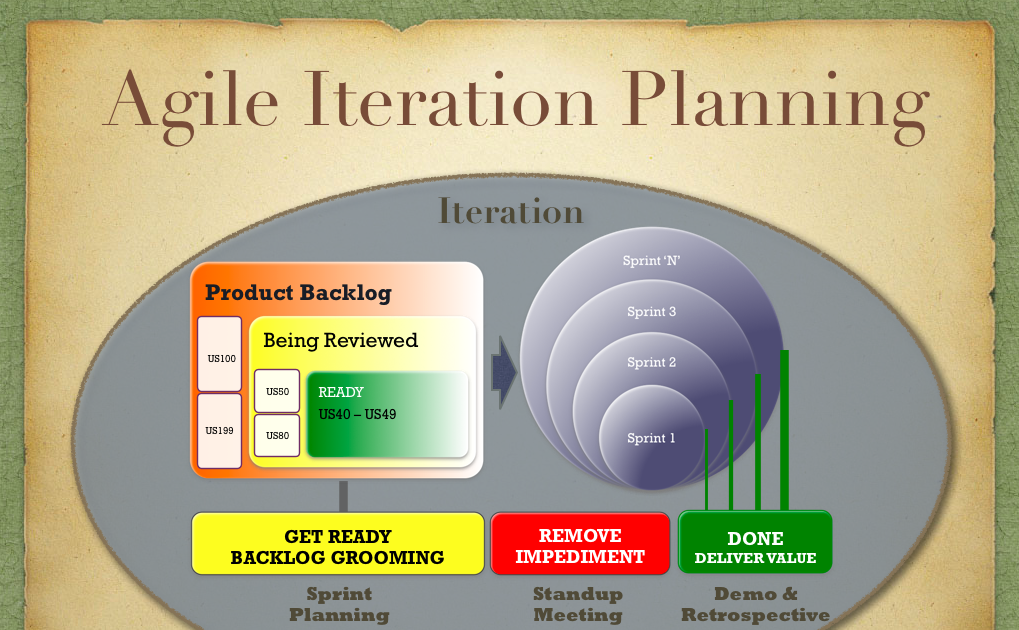 Agile Iteration Planning
Iteration
Product Backlog
US100
US199
Being Reviewed
US50
US80
READY
US40 – US49
Sprint ‘N’
Sprint 3
Sprint 2
Sprint 1
GET READY
BACKLOG GROOMING
REMOVE
IMPEDIMENT
DONE
DELIVER VALUE
Sprint
Planning
Standup
Meeting
Demo &
Retrospective